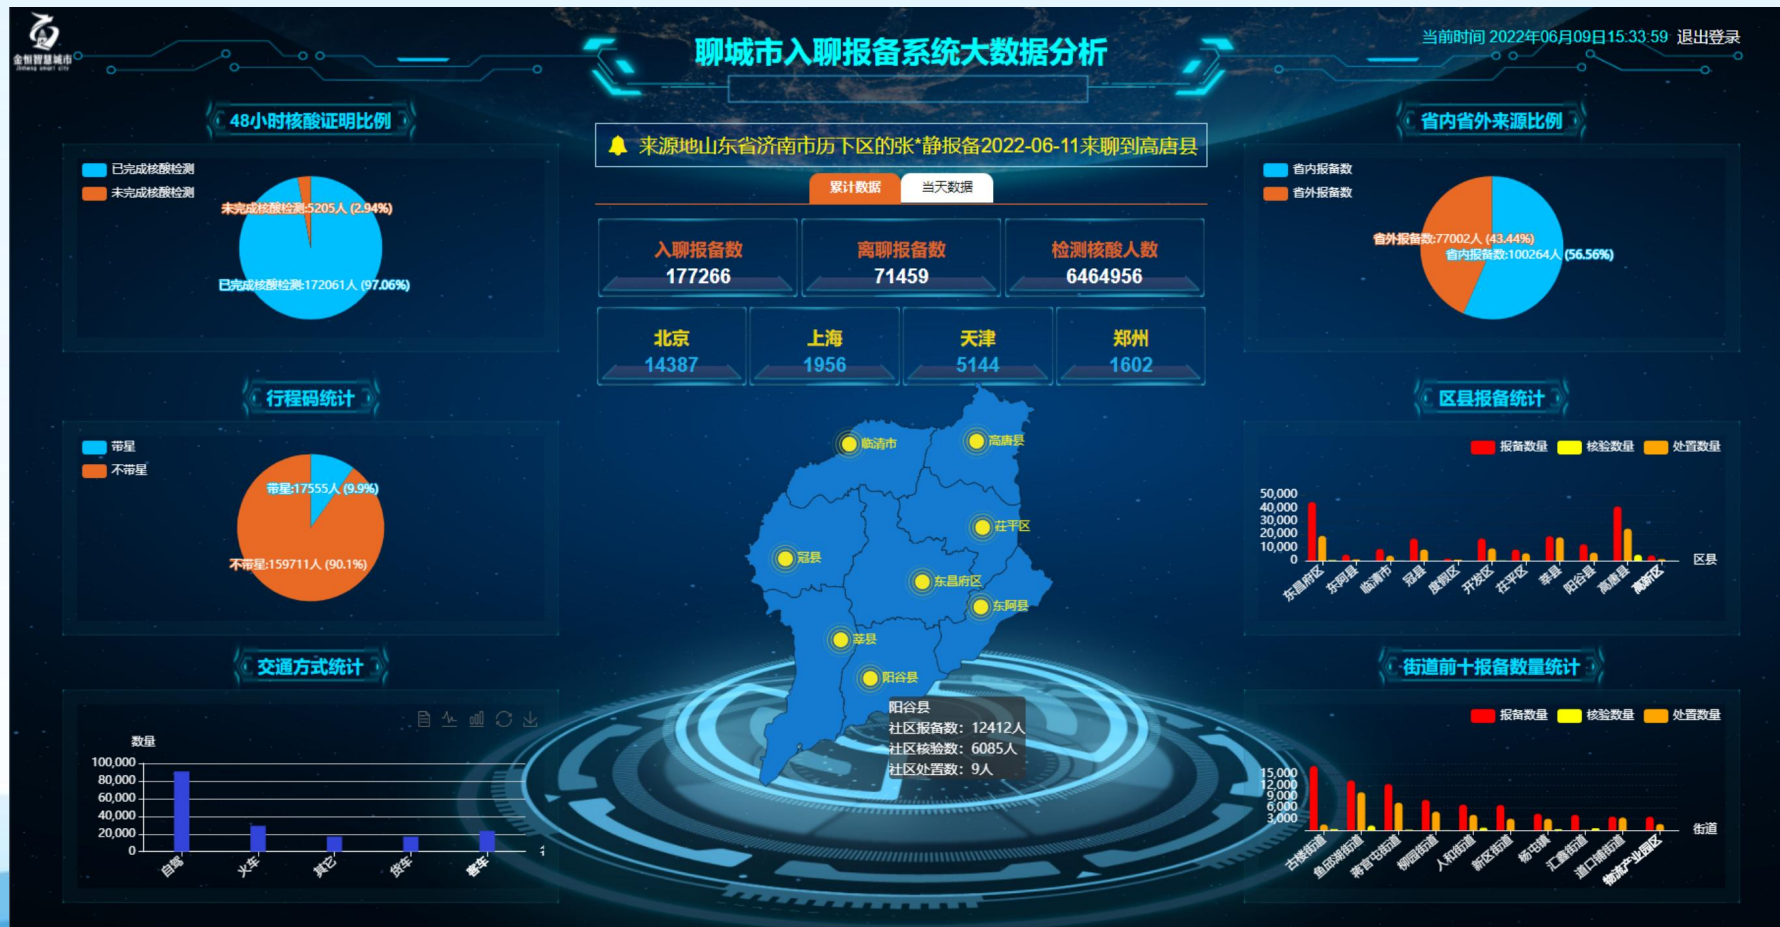 金恒智慧城市
聊城市入聊报备系统大数据分析
当前时间 2022年06月09日15:33:59 退出登录
48小时核酸证明比例
已完成核酸检测
未完成核酸检测
未完成核酸检测:5205人 (2.94%)
已完成核酸检测:172061人 (97.06%)
行程码统计
带星
不带星
带星:17555人 (9.9%)
不带星:159711人 (90.1%)
交通方式统计
数量
100,000
80,000
60,000
40,000
20,000
0
自驾
火车
其它
货车
客车
来源地山东省济南市历下区的张*静报备2022-06-11来聊到高唐县
累计数据
当天数据
入聊报备数
177266
离聊报备数
71459
检测核酸人数
6464956
北京
14387
上海
1956
天津
5144
郑州
1602
临清市
高唐县
茌平区
冠县
东昌府区
东阿县
莘县
阳谷县
阳谷县
社区报备数：12412人
社区核验数：6085人
社区处置数：9人
省内省外来源比例
省内报备数
省外报备数
省外报备数:77002人 (43.44%)
省内报备数:100264人 (56.56%)
区县报备统计
报备数量 核验数量 处置数量
50,000
40,000
30,000
20,000
10,000
0
区县
东昌府区
东阿县
临清市
冠县
度假区
开发区
茌平区
莘县
阳谷县
高唐县
高新区
街道前十报备数量统计
报备数量 核验数量 处置数量
15,000
12,000
9,000
6,000
3,000
街道
古楼街道
鱼邱湖街道
蒋官屯街道
柳园街道
人和街道
新区街道
杨屯镇
汇鑫街道
道口铺街道
物流产业园区